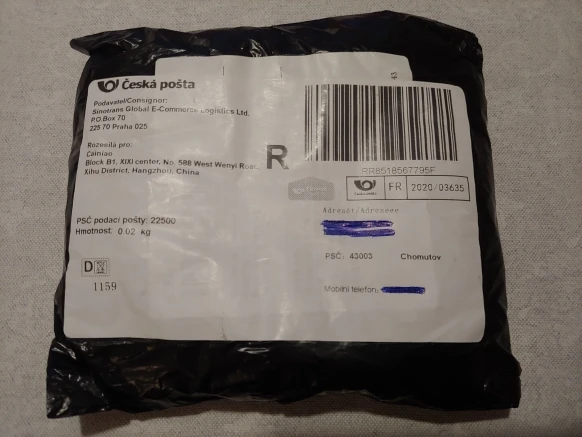 Česká pošta
Podavatel/Consignor:
Sinotrans Global E-Commerce Logistics Ltd.
P.O.Box 70
225 70 Praha 025
Rozesílá pro:
Cainiao
Block B1, XIXI center, No. 588 West Wenyi Road,
Xihu District, Hangzhou, China
R
RR8518567795F
FR 2020/03635
Adresát/Adressee
PSČ: 43003 Chomutov
Mobilní telefon:
PSČ podací pošty: 22500
Hmotnost: 0.02 kg
D
1159